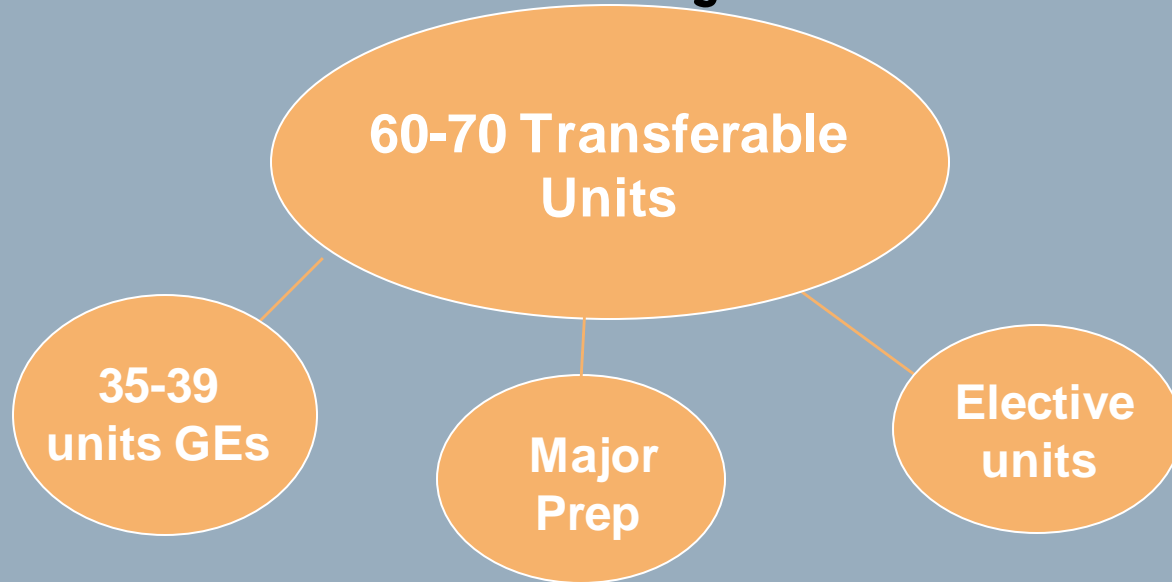 60-70 Transferable
Units
35-39
units GEs
Major
Prep
Elective
units